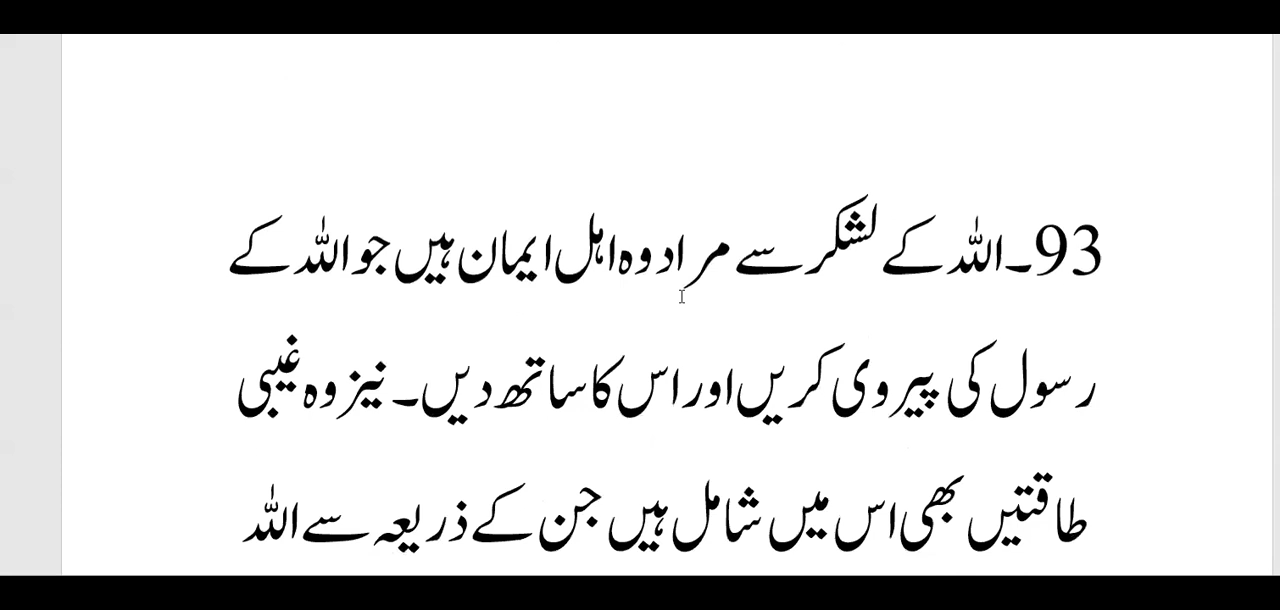 93۔اللہ کے لشکر سے مراد وہ اہل ایمان ہیں جو اللہ کے
رسول کی پیروی کریں اور اس کا ساتھ دیں۔ نیز وہ غیبی
طاقتیں بھی اس میں شامل ہیں جن کے ذریعہ سے اللہ